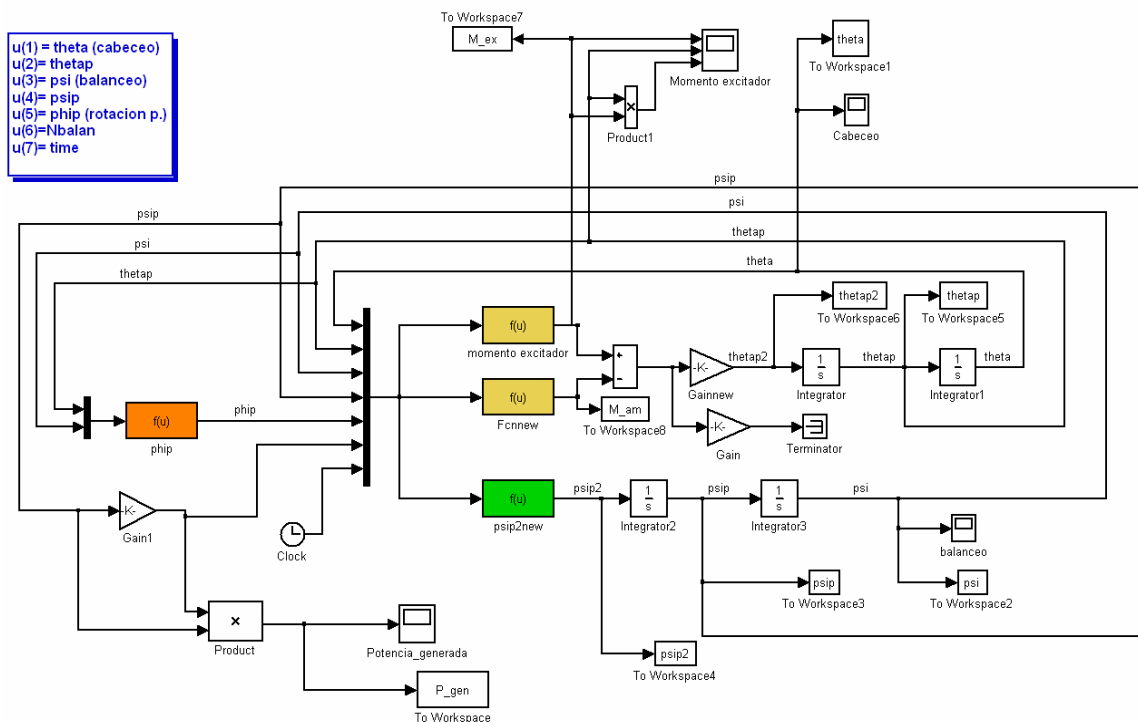 To Workspace7
M_ex
Momento excitador
theta
To Workspace1
u(1) = theta (cabeceo)
u(2)= thetap
u(3)= psi (balanceo)
u(4)= psip
u(5)= phip (rotacion p.)
u(6)=Nbalan
u(7)= time
×
Product1
Cabeceo
psip
psip
psi
psi
thetap
thetap
theta
f(u)
momento excitador
thetap2
To Workspace6
thetap
To Workspace5
+
-
-K-
Gainnew
thetap2
1
s
Integrator
thetap
1
s
Integrator1
theta
f(u)
Fcnnew
M_am
To Workspace8
-K-
Gain
Terminator
f(u)
phip
phip
f(u)
psip2new
psip2
1
s
Integrator2
psip
1
s
Integrator3
psi
-K-
Gain1
Clock
balanceo
psip
To Workspace3
psi
To Workspace2
×
Product
Potencia_generada
psip2
To Workspace4
P_gen
To Workspace